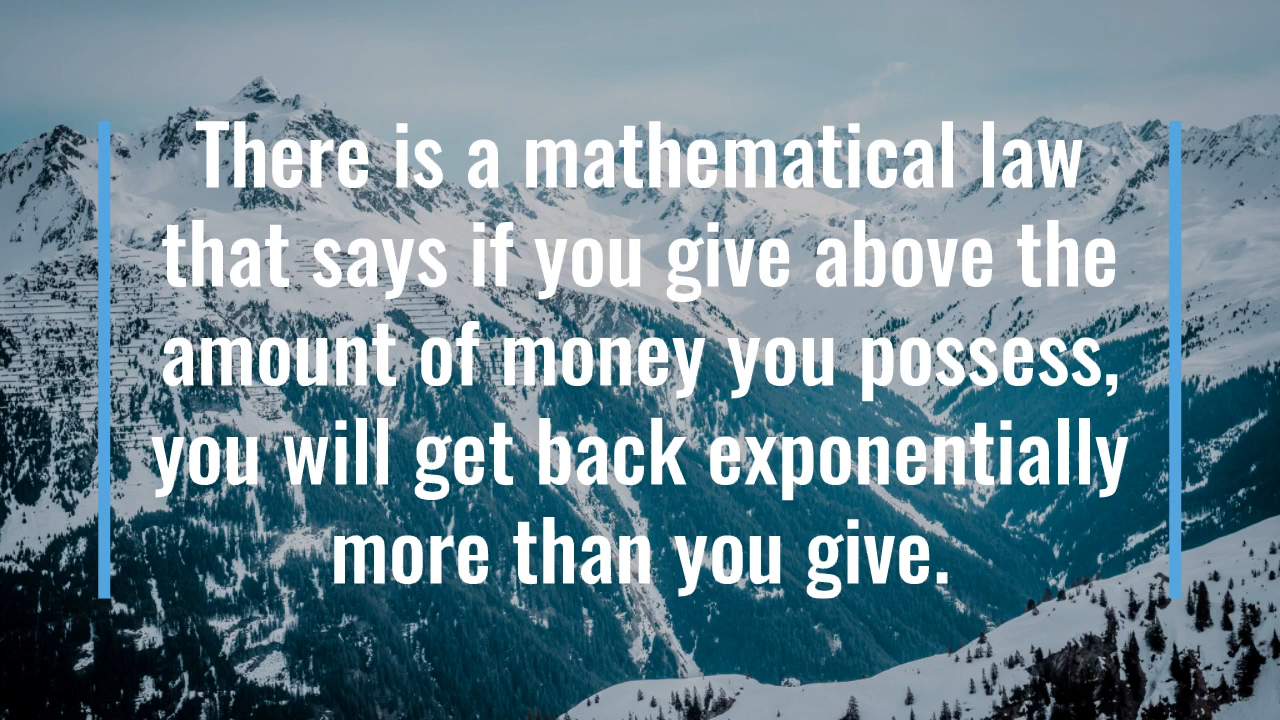 There is a mathematical law
that says if you give above the
amount of money you possess,
you will get back exponentially
more than you give.